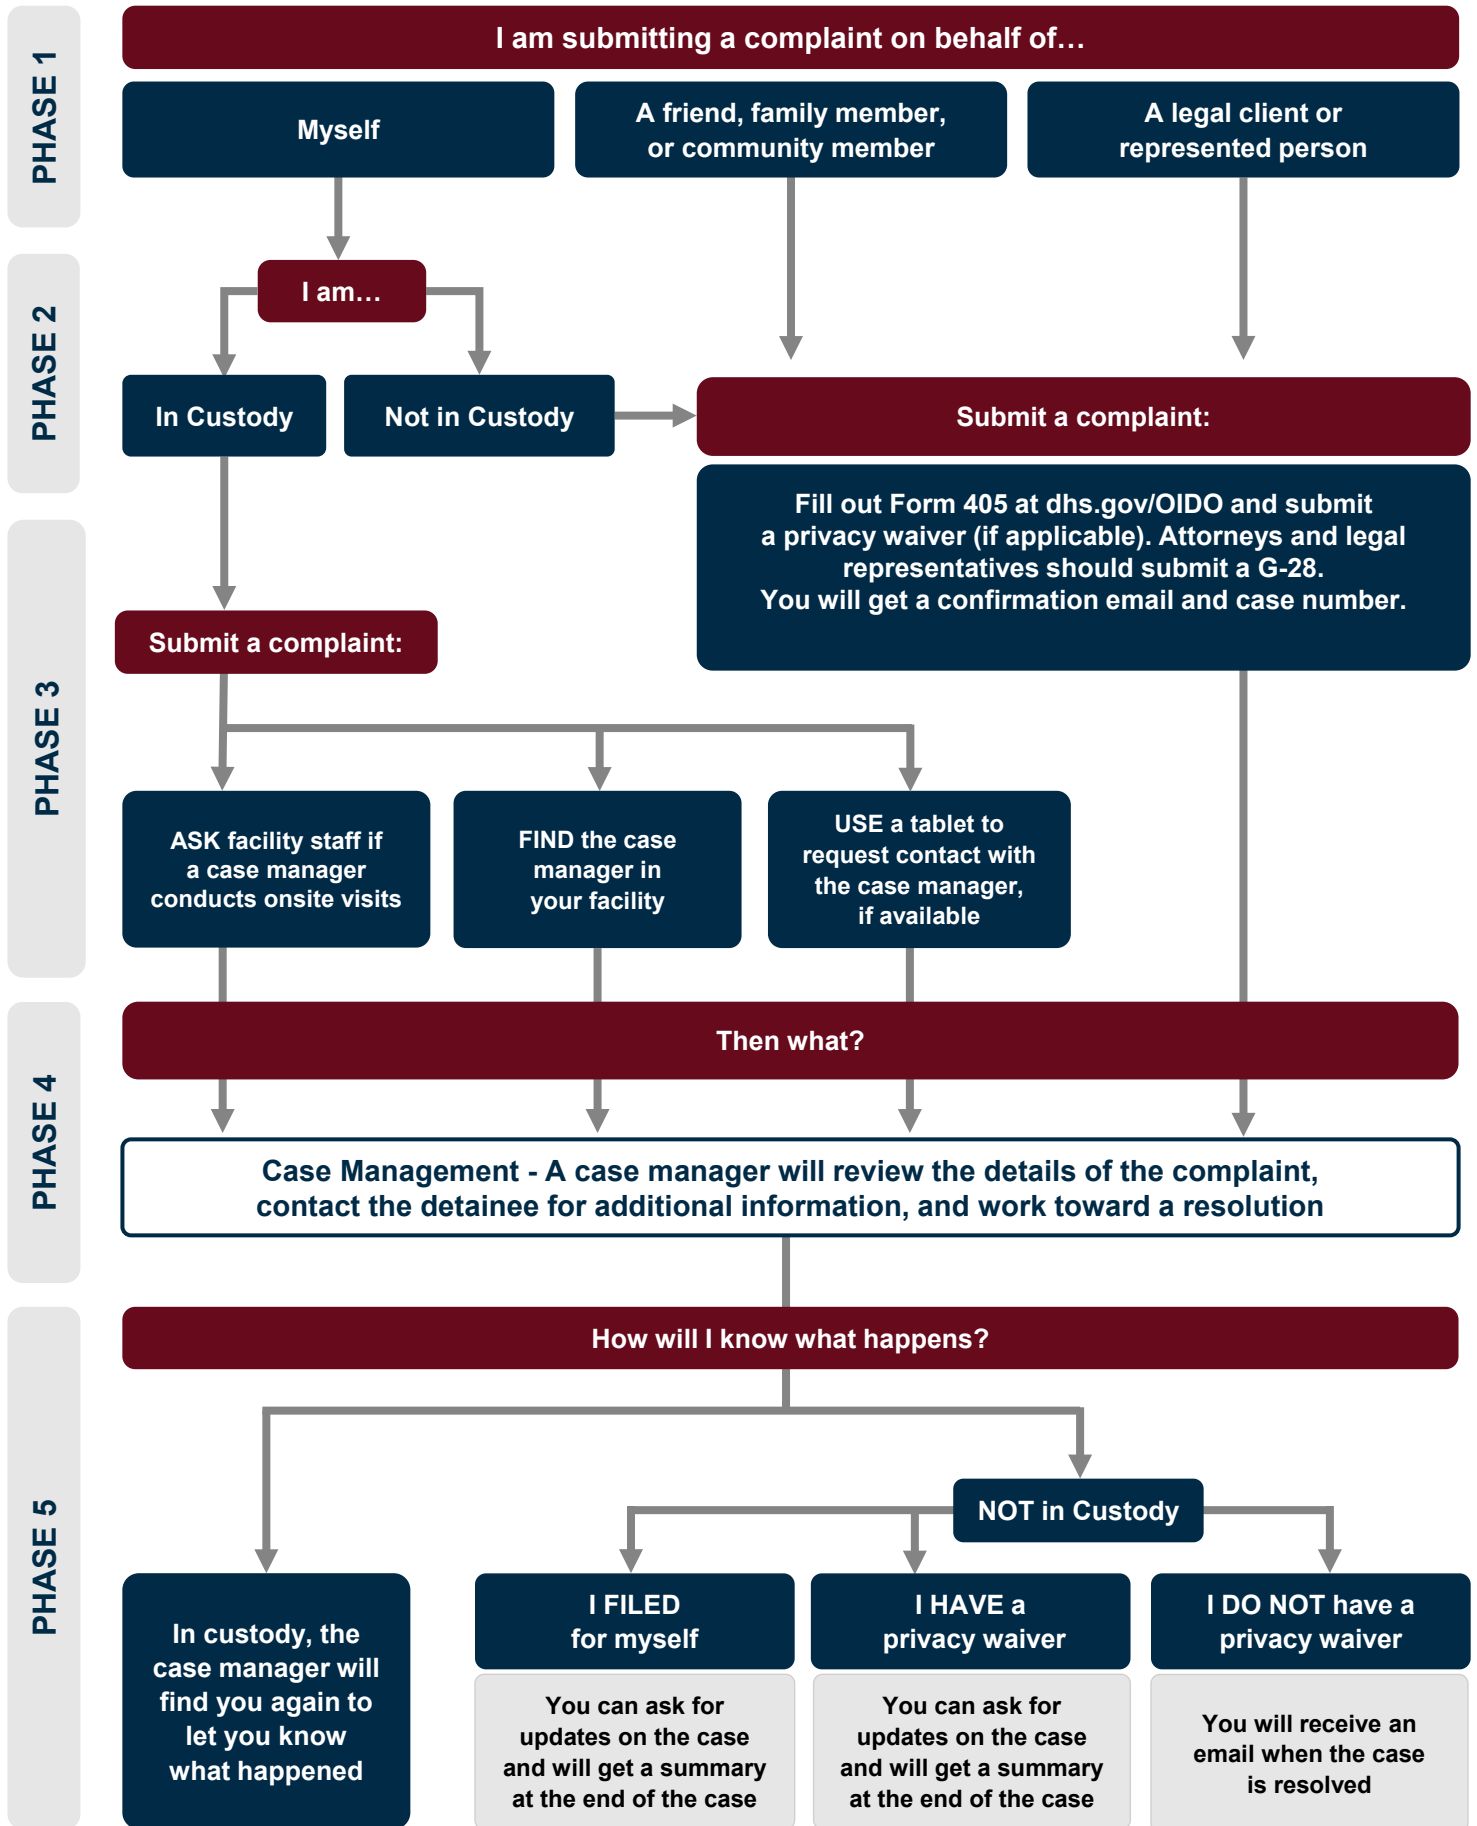 PHASE 1
I am submitting a complaint on behalf of…
Myself
A friend, family member,
or community member
A legal client or
represented person
PHASE 2
I am…
In Custody
Not in Custody
Submit a complaint:
Fill out Form 405 at dhs.gov/OIDO and submit
a privacy waiver (if applicable). Attorneys and legal
representatives should submit a G-28.
You will get a confirmation email and case number.
PHASE 3
Submit a complaint:
ASK facility staff if
a case manager
conducts onsite visits
FIND the case
manager in
your facility
USE a tablet to
request contact with
the case manager,
if available
PHASE 4
Then what?
Case Management - A case manager will review the details of the complaint,
contact the detainee for additional information, and work toward a resolution
PHASE 5
How will I know what happens?
NOT in Custody
In custody, the
case manager will
find you again to
let you know
what happened
I FILED
for myself
You can ask for
updates on the case
and will get a summary
at the end of the case
I HAVE a
privacy waiver
You can ask for
updates on the case
and will get a summary
at the end of the case
I DO NOT have a
privacy waiver
You will receive an
email when the case
is resolved